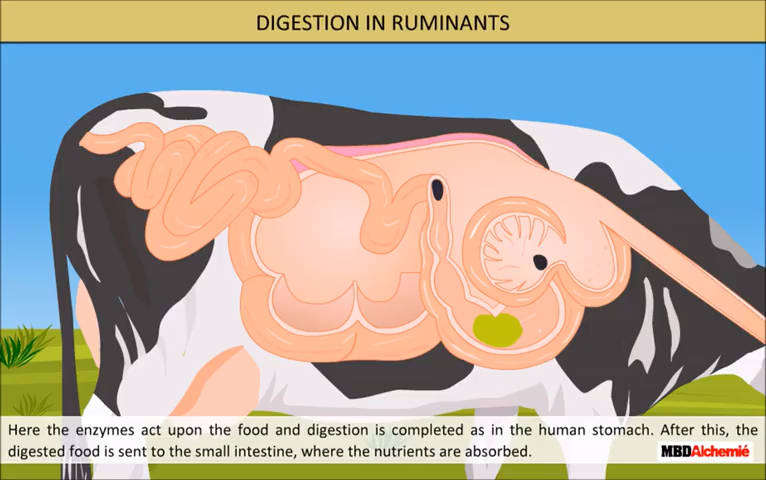 DIGESTION IN RUMINANTS
Here the enzymes act upon the food and digestion is completed as in the human stomach. After this, the
digested food is sent to the small intestine, where the nutrients are absorbed.
MBDAlchemié